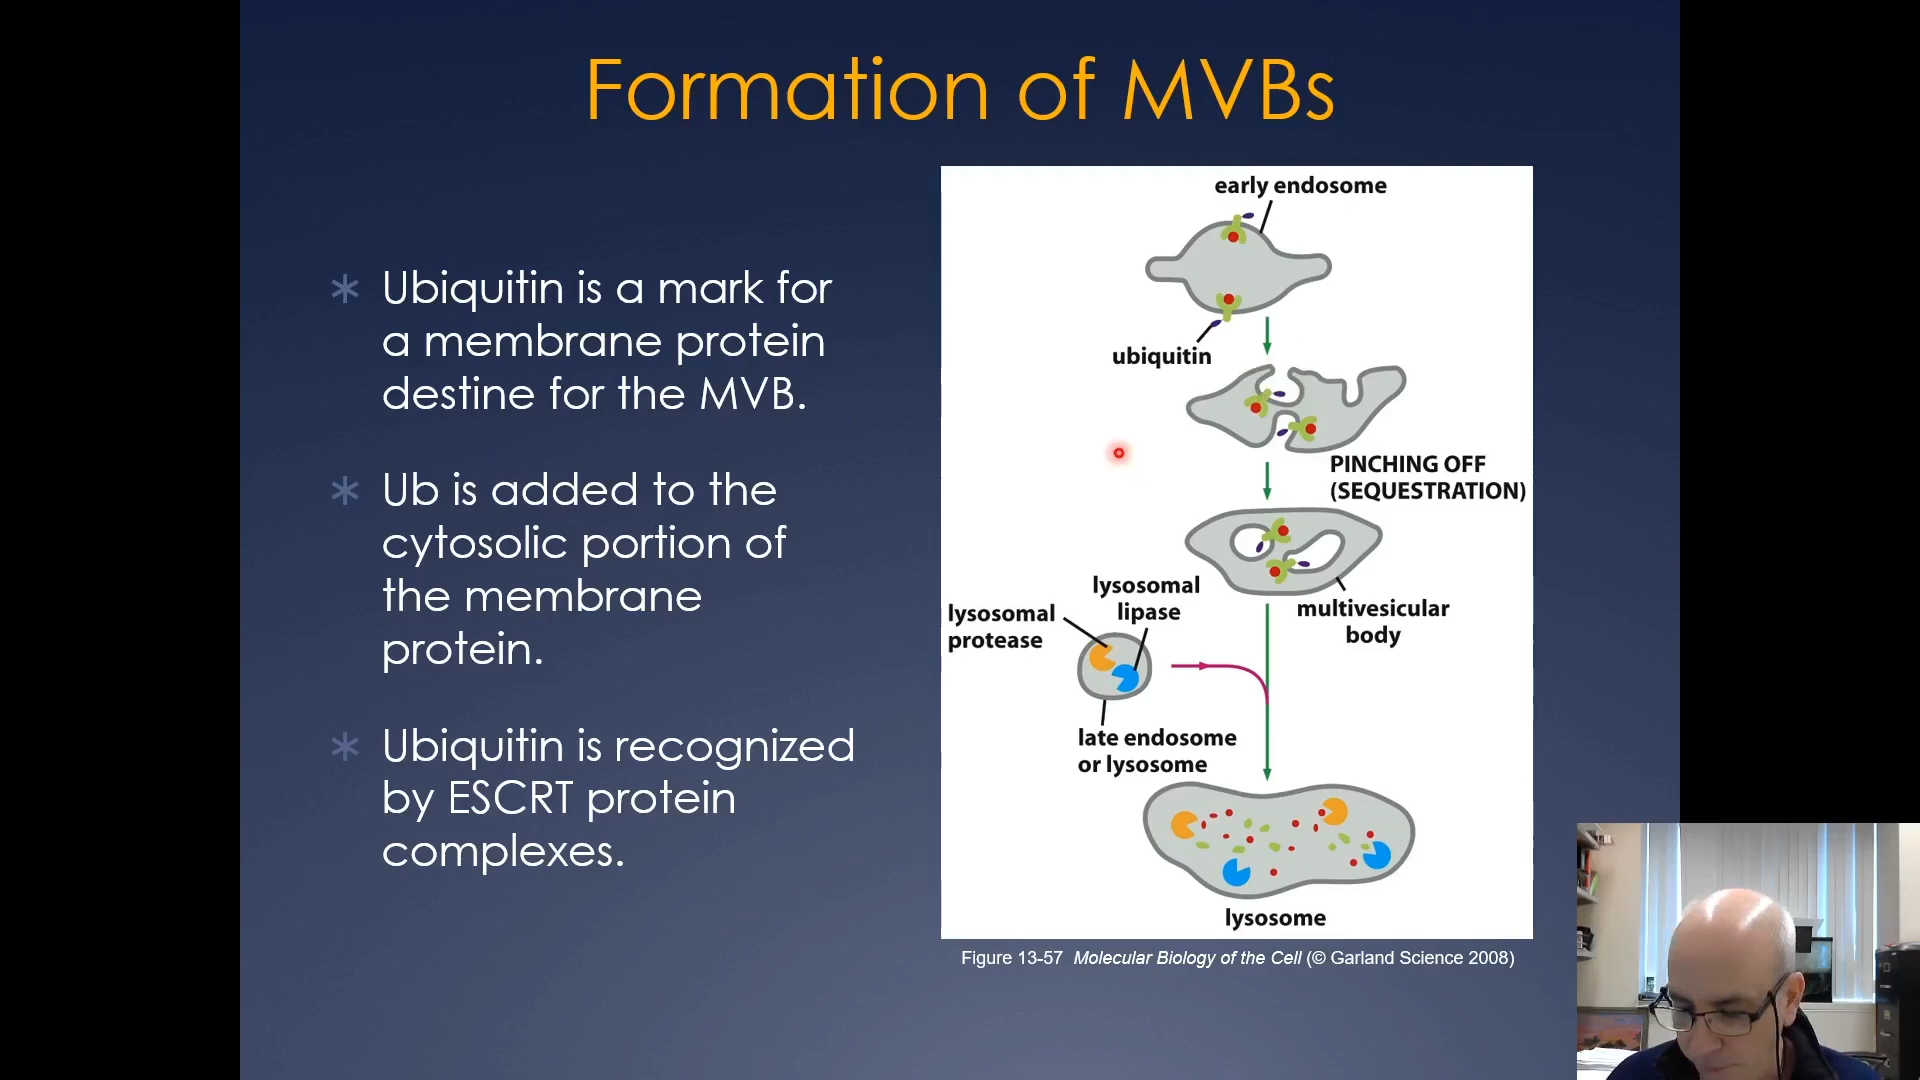 Formation of MVBs
Ubiquitin is a mark for
a membrane protein
destine for the MVB.
Ub is added to the
cytosolic portion of
the membrane
protein.
Ubiquitin is recognized
by ESCRT protein
complexes.
early endosome
ubiquitin
PINCHING OFF
(SEQUESTRATION)
lysosomal
lipase
lysosomal
protease
multivesicular
body
late endosome
or lysosome
lysosome
Figure 13-57 Molecular Biology of the Cell (© Garland Science 2008)